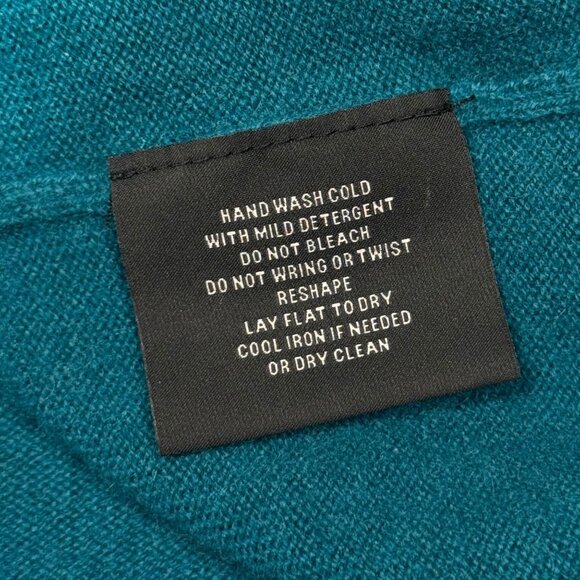 HAND WASH COLD
WITH MILD DETERGENT
DO NOT BLEACH
DO NOT WRING OR TWIST
RESHAPE
LAY FLAT TO DRY
COOL IRON IF NEEDED
OR DRY CLEAN